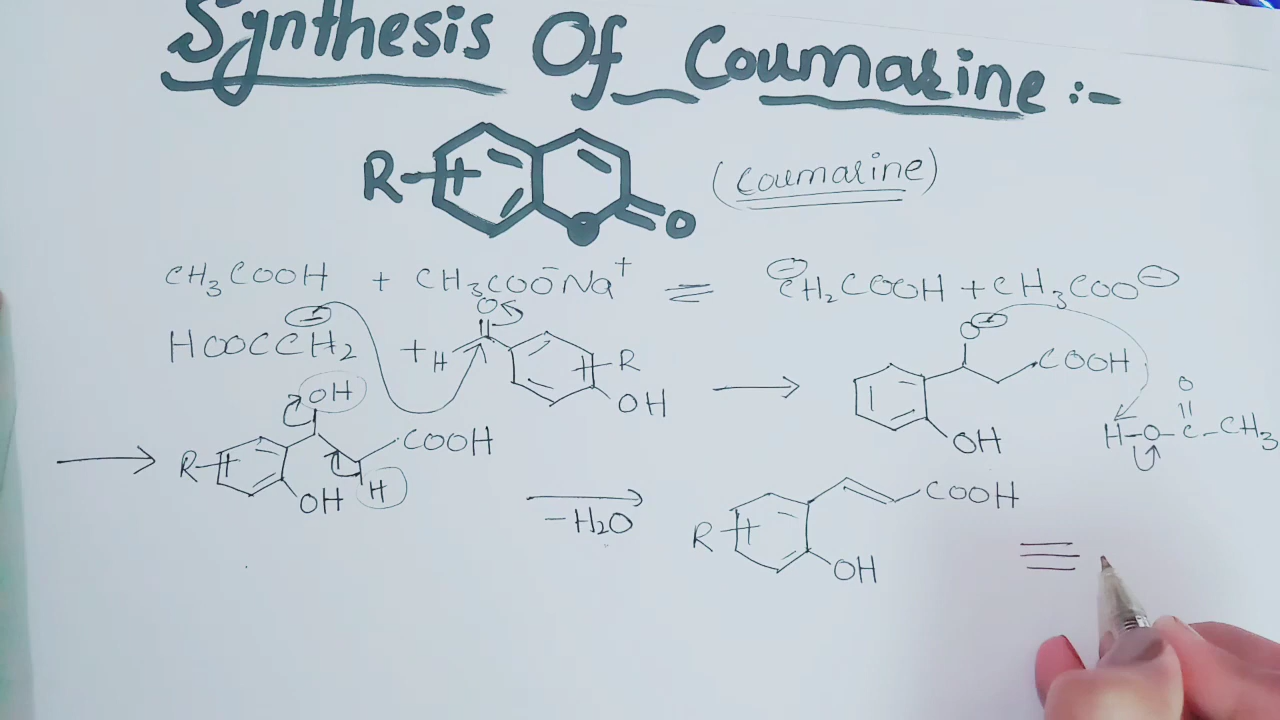 Synthesis Of Coumarine :-
R O (coumarine)
CH₃COOH + CH₃COO⁻Na⁺ ⇌ ⊖CH₂COOH + CH₃COO⊖
HOOCCH₂⊖ + H O R OH → O⊖ COOH OH H-O-C-CH₃ O
→ R OH COOH H OH -H₂O R COOH OH ≡